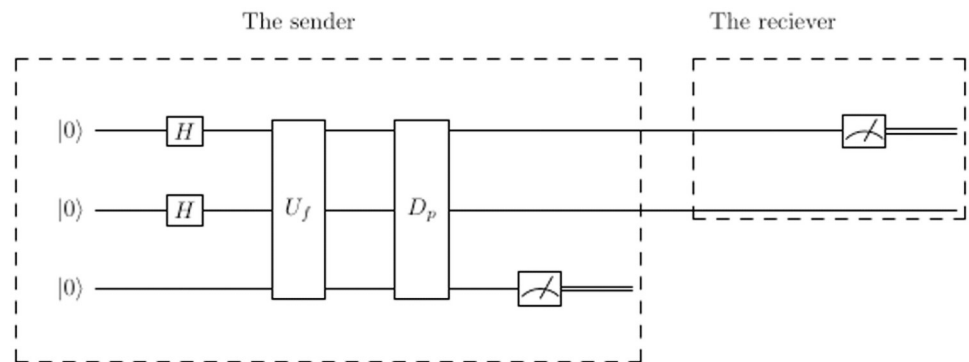 The sender
The reciever
|0⟩ H
|0⟩ H U_f D_p
|0⟩